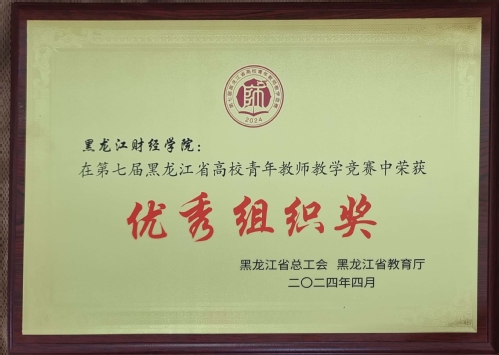 2024
黑龙江财经学院：
在第七届黑龙江省高校青年教师教学竞赛中荣获
优秀组织奖
黑龙江省总工会 黑龙江省教育厅
二〇二四年四月